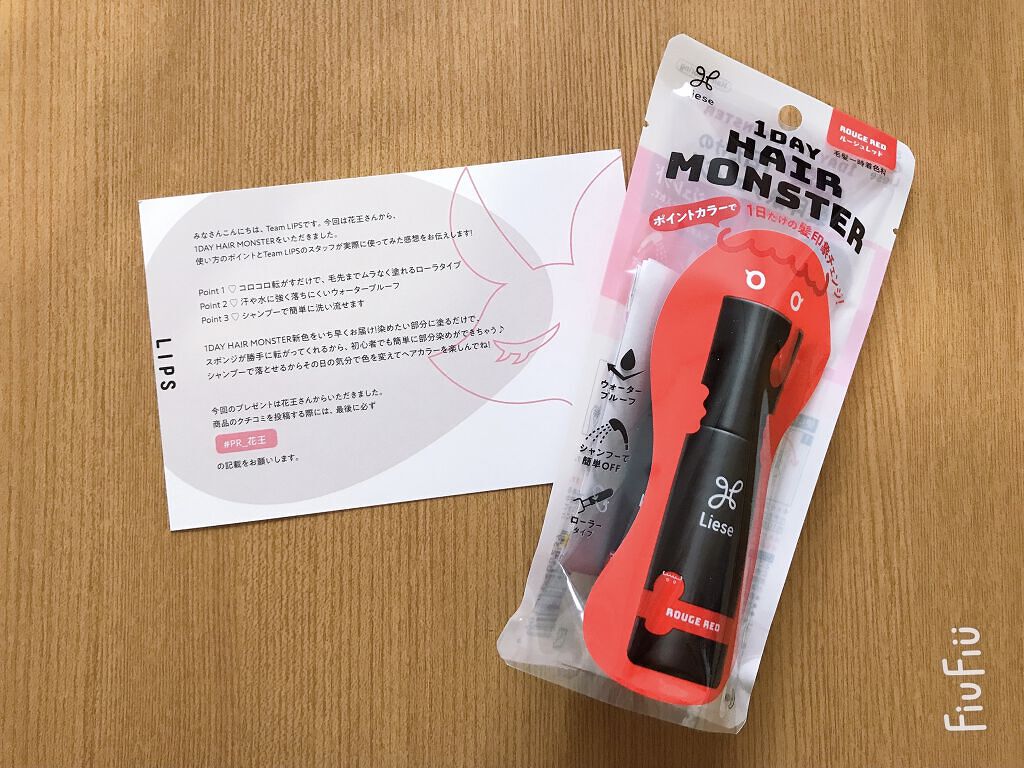 みなさんこんにちは、Team LIPSです。今回は花王さんから、
1DAY HAIR MONSTERをいただきました。
使い方のポイントとTeam LIPSのスタッフが実際に使ってみた感想をお伝えします!
Point 1 ♡ コロコロ転がすだけで、毛先までムラなく塗れるローラタイプ
Point 2 ♡ 汗や水に強く落ちにくいウォータープルーフ
Point 3 ♡ シャンプーで簡単に洗い流せます
1DAY HAIR MONSTER新色をいち早くお届け!染めたい部分に塗るだけで、
スポンジが勝手に転がってくれるから、初心者でも簡単に部分染めができちゃう♪
シャンプーで落とせるからその日の気分で色を変えてヘアカラーを楽しんでね!
今回のプレゼントは花王さんからいただきました。
商品のクチコミを投稿する際には、最後に必ず
#PR_花王
の記載をお願いします。
LIPS
Liese
ROUGE RED
ルージュレッド
毛髪一時着色料
1DAY
HAIR
MONSTER
ポイントカラーで
1日だけの髪印象チェンジ!
ウォーター
プルーフ
シャンプーで
簡単OFF
ローラー
タイプ
Liese
ROUGE RED
FiuFiü